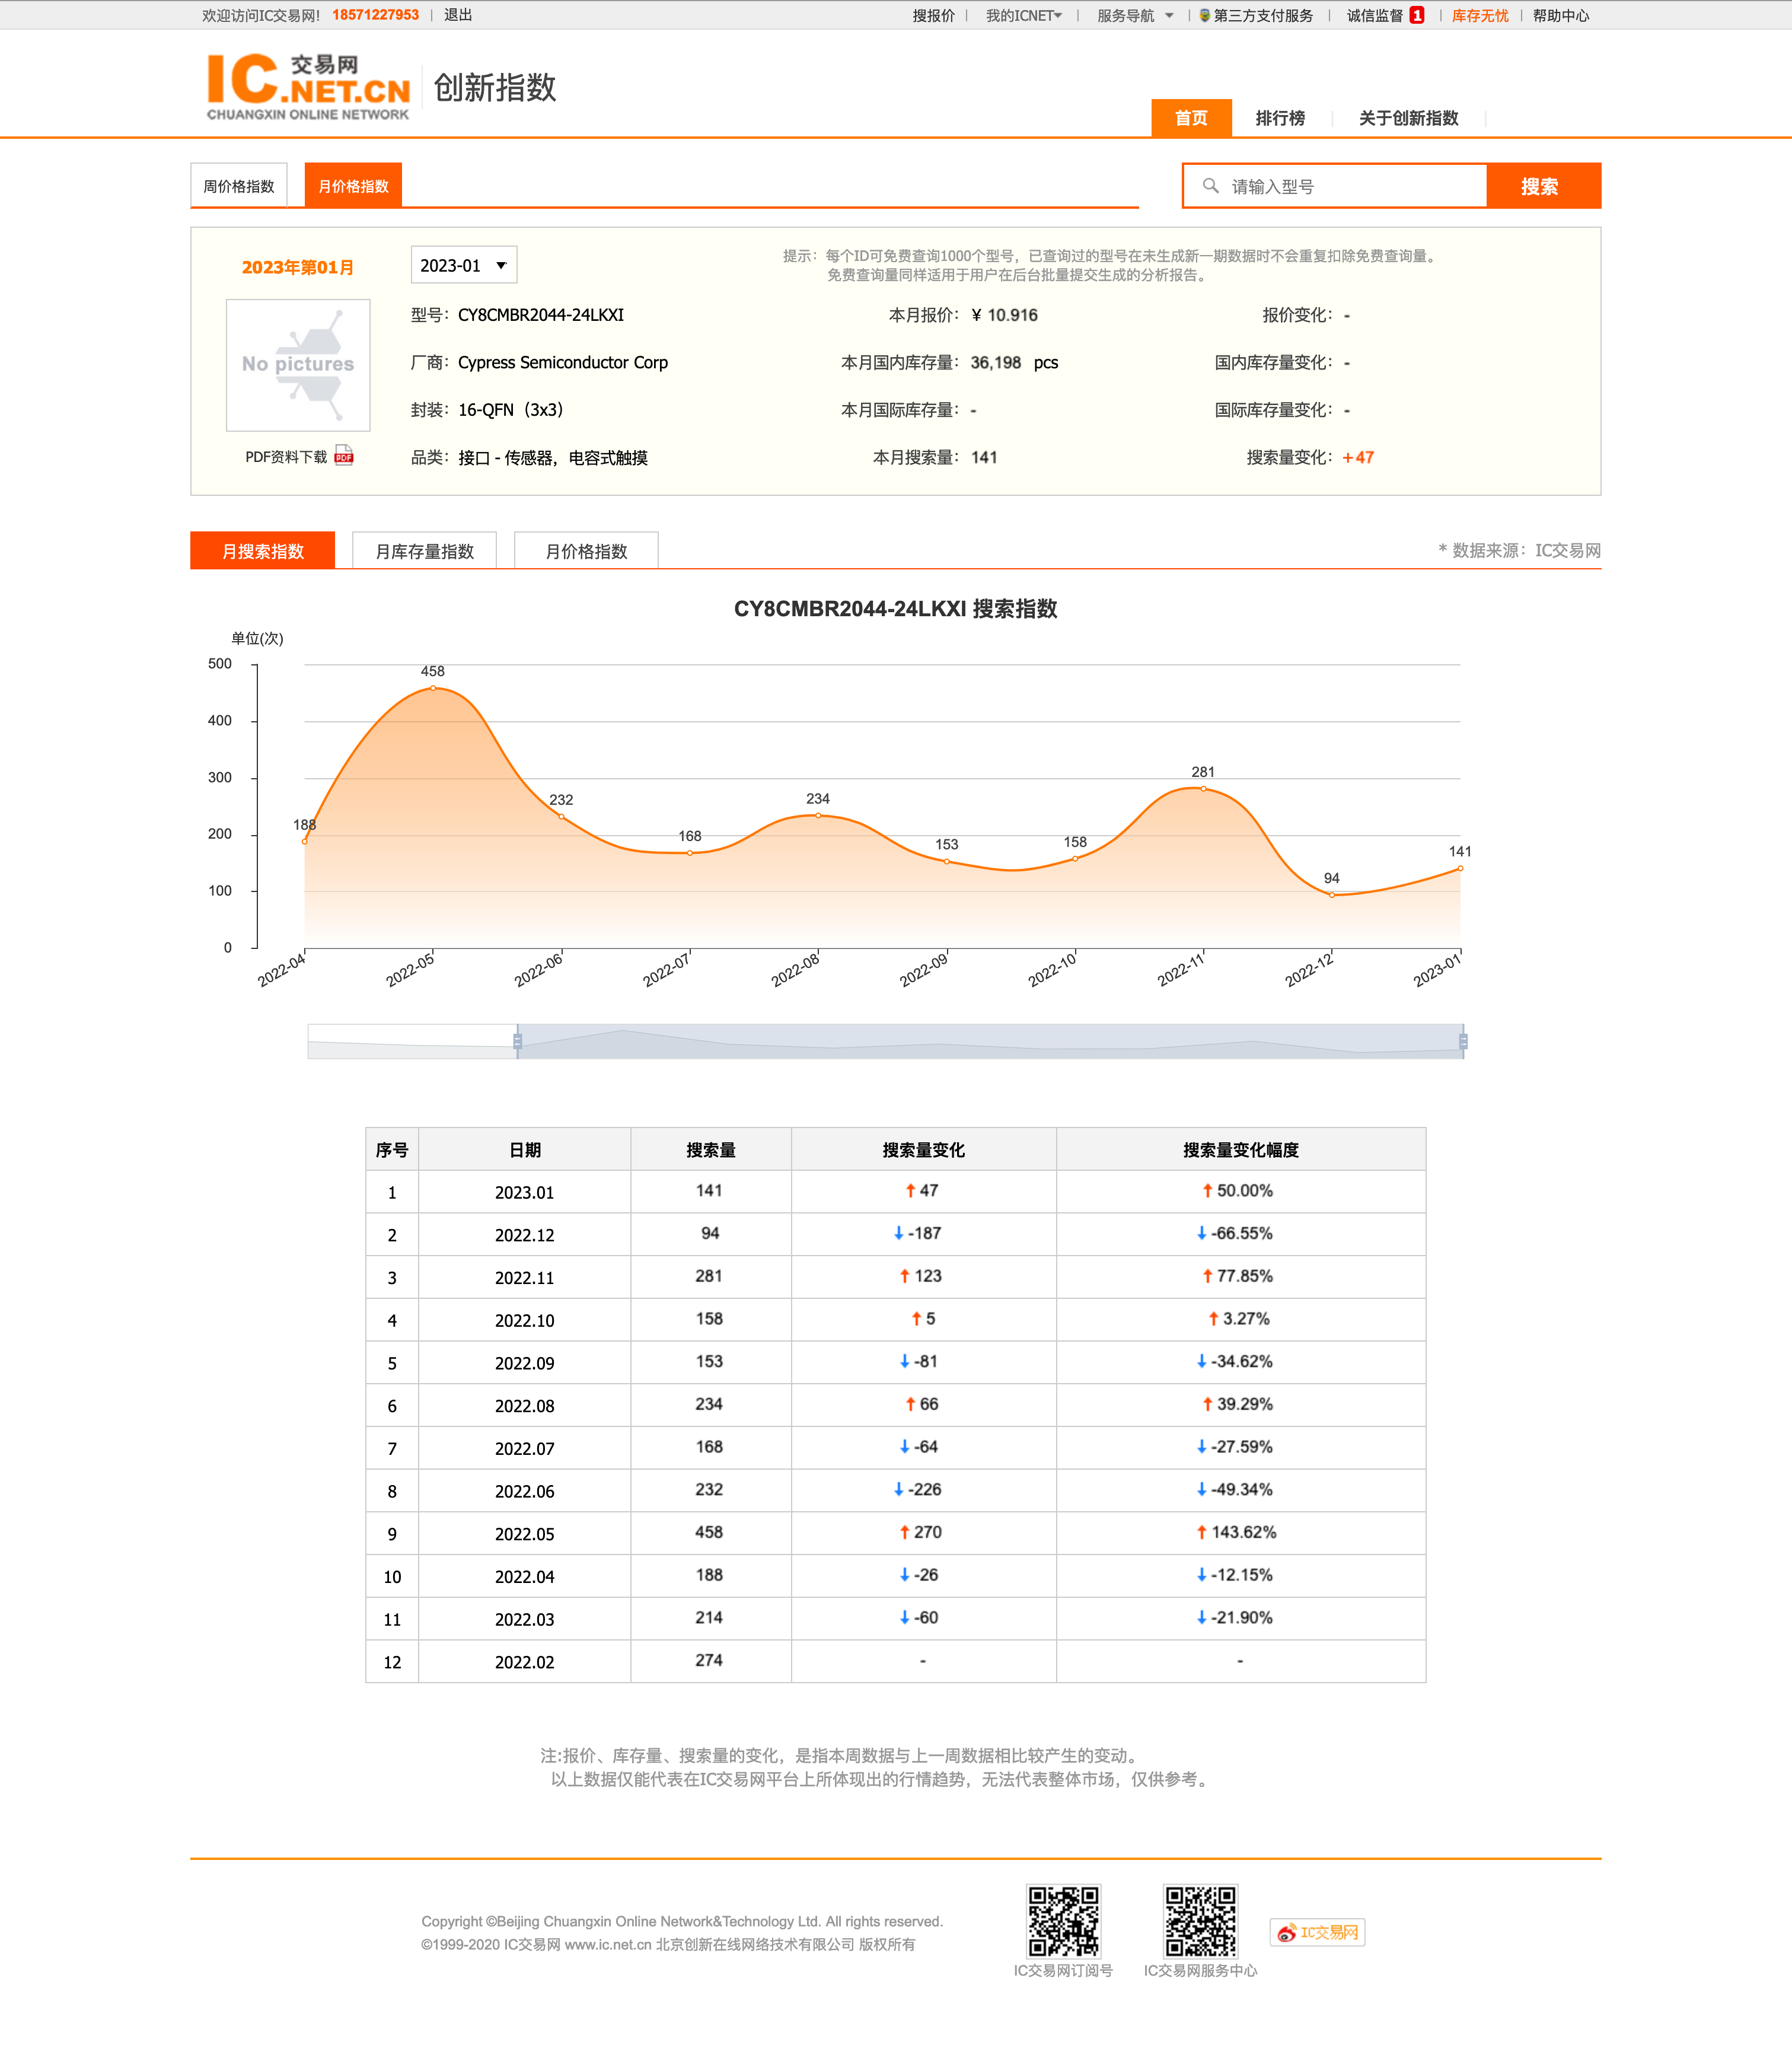 欢迎访问IC交易网! 18571227953 | 退出 搜报价 | 我的ICNET | 服务导航 | 第三方支付服务 | 诚信监督 1 | 库存无忧 | 帮助中心
IC 交易网 .NET.CN
CHUANGXIN ONLINE NETWORK
创新指数
首页 排行榜 关于创新指数
周价格指数 月价格指数 请输入型号 搜索
2023年第01月 2023-01
提示：每个ID可免费查询1000个型号，已查询过的型号在未生成新一期数据时不会重复扣除免费查询量。
免费查询量同样适用于用户在后台批量提交生成的分析报告。
No pictures
PDF资料下载 PDF
型号：CY8CMBR2044-24LKXI 本月报价：¥ 10.916 报价变化：-
厂商：Cypress Semiconductor Corp 本月国内库存量：36,198 pcs 国内库存量变化：-
封装：16-QFN（3x3） 本月国际库存量：- 国际库存量变化：-
品类：接口 - 传感器，电容式触摸 本月搜索量：141 搜索量变化：+47
月搜索指数 月库存量指数 月价格指数 * 数据来源：IC交易网
CY8CMBR2044-24LKXI 搜索指数
单位(次)
500
400
300
200
100
0
188 458 232 168 234 153 158 281 94 141
2022-04 2022-05 2022-06 2022-07 2022-08 2022-09 2022-10 2022-11 2022-12 2023-01
序号 日期 搜索量 搜索量变化 搜索量变化幅度
1 2023.01 141 ↑ 47 ↑ 50.00%
2 2022.12 94 ↓ -187 ↓ -66.55%
3 2022.11 281 ↑ 123 ↑ 77.85%
4 2022.10 158 ↑ 5 ↑ 3.27%
5 2022.09 153 ↓ -81 ↓ -34.62%
6 2022.08 234 ↑ 66 ↑ 39.29%
7 2022.07 168 ↓ -64 ↓ -27.59%
8 2022.06 232 ↓ -226 ↓ -49.34%
9 2022.05 458 ↑ 270 ↑ 143.62%
10 2022.04 188 ↓ -26 ↓ -12.15%
11 2022.03 214 ↓ -60 ↓ -21.90%
12 2022.02 274 - -
注:报价、库存量、搜索量的变化，是指本周数据与上一周数据相比较产生的变动。
以上数据仅能代表在IC交易网平台上所体现出的行情趋势，无法代表整体市场，仅供参考。
Copyright ©Beijing Chuangxin Online Network&Technology Ltd. All rights reserved.
©1999-2020 IC交易网 www.ic.net.cn 北京创新在线网络技术有限公司 版权所有
IC交易网订阅号 IC交易网服务中心 IC交易网